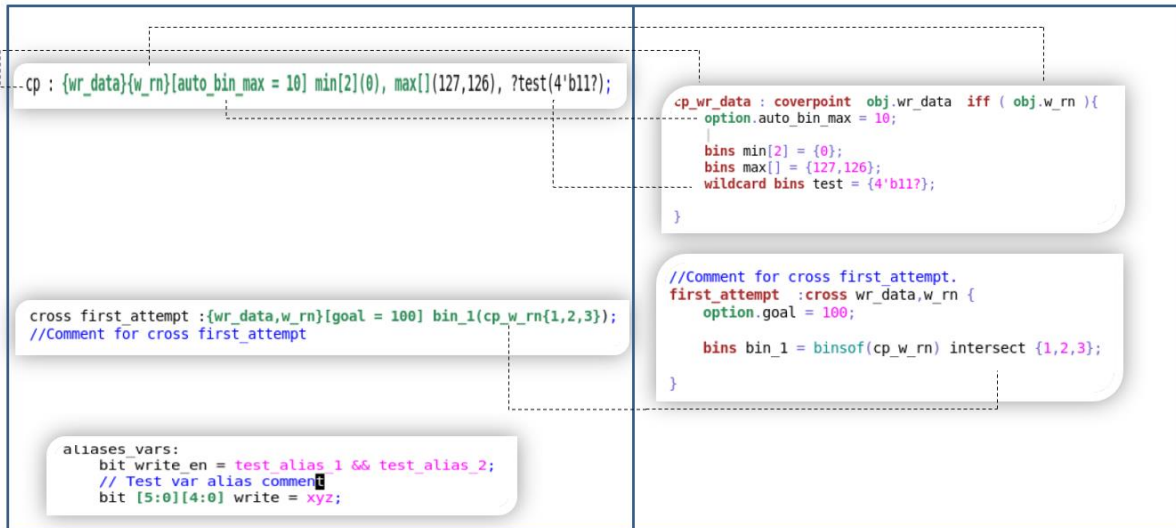 cp : {wr_data}{w_rn}[auto_bin_max = 10] min[2](0), max[](127,126), ?test(4'b11?);
cross first_attempt :{wr_data,w_rn}[goal = 100] bin_1(cp_w_rn{1,2,3});
//Comment for cross first_attempt
aliases_vars:
bit write_en = test_alias_1 && test_alias_2;
// Test var alias comment
bit [5:0][4:0] write = xyz;
cp_wr_data : coverpoint obj.wr_data iff ( obj.w_rn ){
option.auto_bin_max = 10;
bins min[2] = {0};
bins max[] = {127,126};
wildcard bins test = {4'b11?};
}
//Comment for cross first_attempt.
first_attempt :cross wr_data,w_rn {
option.goal = 100;
bins bin_1 = binsof(cp_w_rn) intersect {1,2,3};
}